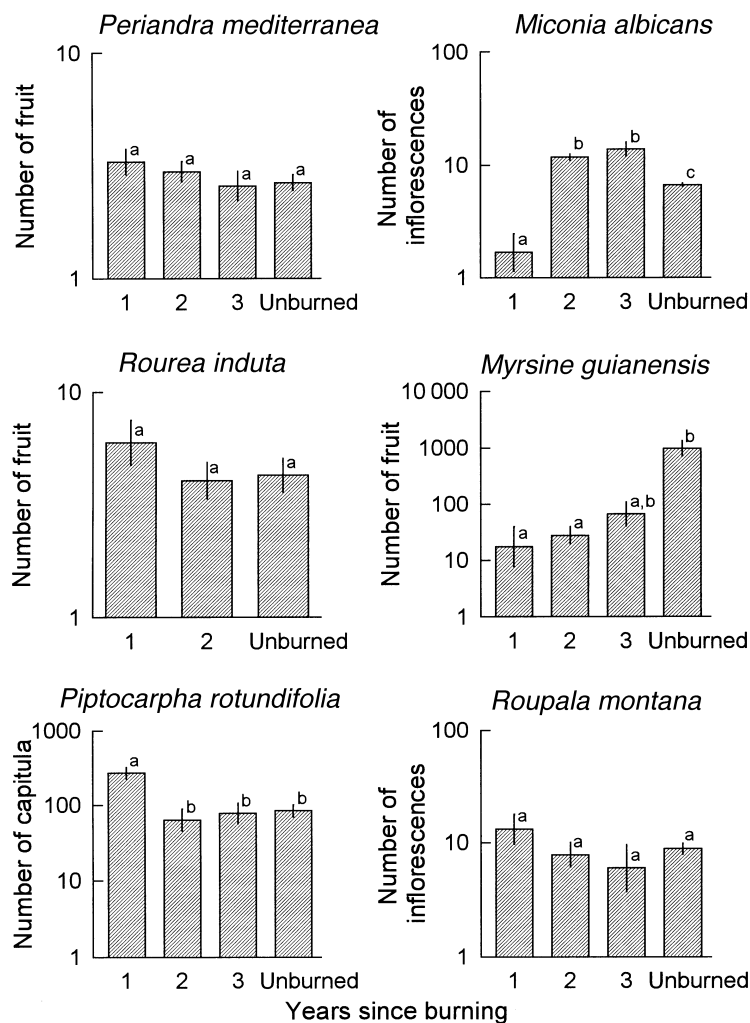 Periandra mediterranea
10
1
Number of fruit
a
a
a
a
1 2 3 Unburned
Miconia albicans
100
10
1
Number of
inflorescences
a
b
b
c
1 2 3 Unburned
Rourea induta
10
1
Number of fruit
a
a
a
1 2 Unburned
Myrsine guianensis
10 000
1000
100
10
1
Number of fruit
a
a
a,b
b
1 2 3 Unburned
Piptocarpha rotundifolia
1000
100
10
1
Number of capitula
a
b
b
b
1 2 3 Unburned
Roupala montana
100
10
1
Number of
inflorescences
a
a
a
a
1 2 3 Unburned
Years since burning